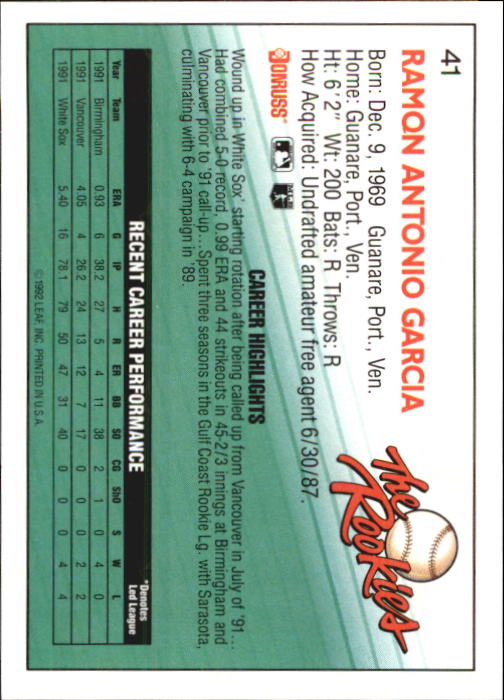 41
RAMON ANTONIO GARCIA
The Rookies
Born: Dec. 9, 1969 Guanare, Port., Ven.
Home: Guanare, Port., Ven.
Ht: 6'2" Wt: 200 Bats: R Throws: R
How Acquired: Undrafted amateur free agent 6/30/87.
DONRUSS
CAREER HIGHLIGHTS
Wound up in White Sox' starting rotation after being called up from Vancouver in July of '91...
Had combined 5-0 record, 0.99 ERA and 44 strikeouts in 45-2/3 innings at Birmingham and
Vancouver prior to '91 call-up...Spent three seasons in the Gulf Coast Rookie Lg. with Sarasota,
culminating with 6-4 campaign in '89.
RECENT CAREER PERFORMANCE
*Denotes
Led League
Year Team ERA G IP H R ER BB SO CG ShO S W L
1991 Birmingham 0.93 6 38.2 27 5 4 11 38 2 1 0 4 0
1991 Vancouver 4.05 4 26.2 24 13 12 7 17 0 0 0 2 2
1991 White Sox 5.40 16 78.1 79 50 47 31 40 0 0 0 4 4
© 1992 LEAF, INC. PRINTED IN U.S.A.